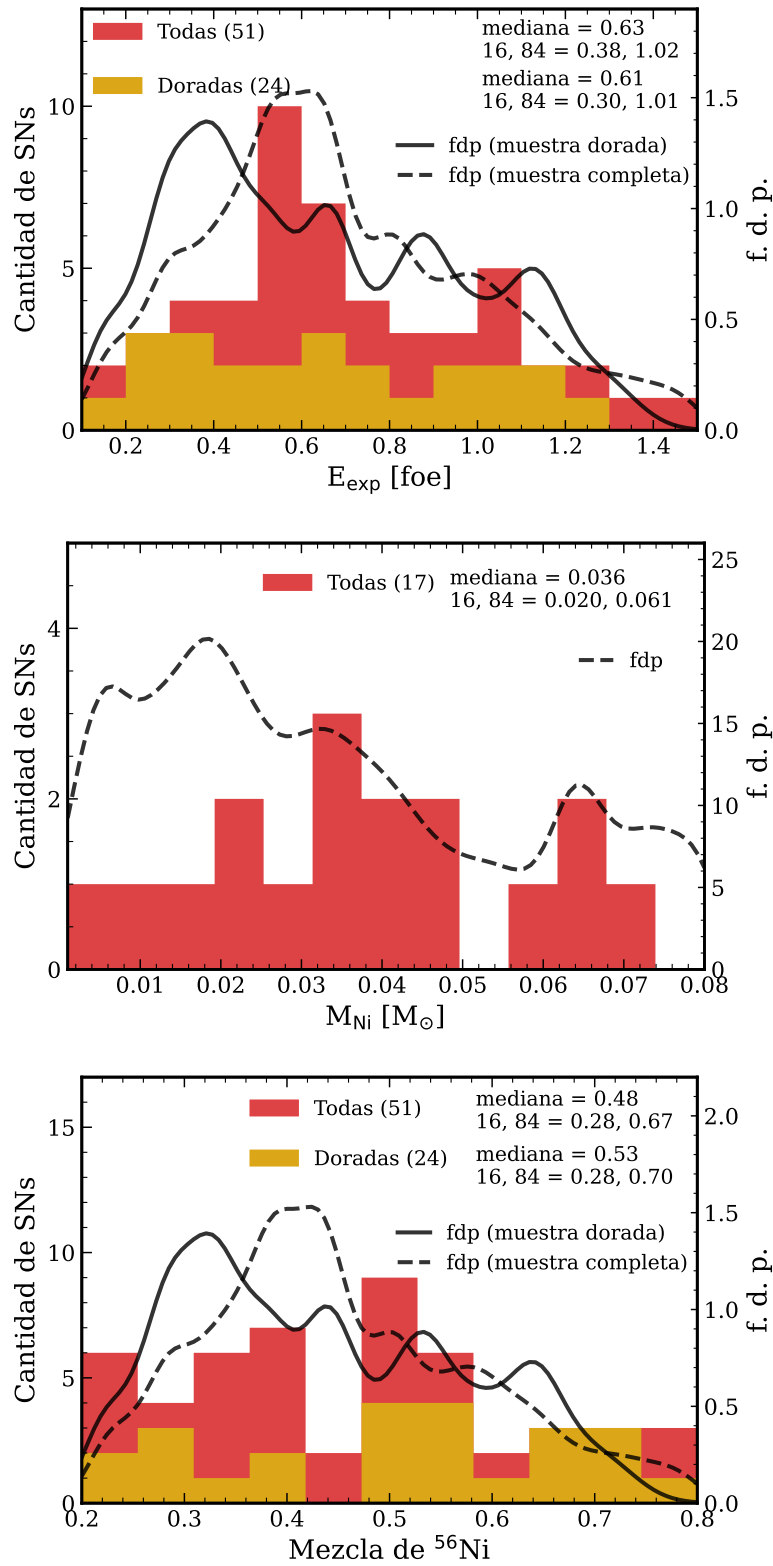 Todas (51)
mediana = 0.63
16, 84 = 0.38, 1.02
Doradas (24)
mediana = 0.61
16, 84 = 0.30, 1.01
fdp (muestra dorada)
fdp (muestra completa)
Cantidad de SNs
10
5
0
f. d. p.
1.5
1.0
0.5
0.0
0.2 0.4 0.6 0.8 1.0 1.2 1.4
E_exp [foe]
Todas (17)
mediana = 0.036
16, 84 = 0.020, 0.061
fdp
Cantidad de SNs
4
2
0
f. d. p.
25
20
15
10
5
0
0.01 0.02 0.03 0.04 0.05 0.06 0.07 0.08
M_Ni [M_⊙]
Todas (51)
mediana = 0.48
16, 84 = 0.28, 0.67
Doradas (24)
mediana = 0.53
16, 84 = 0.28, 0.70
fdp (muestra dorada)
fdp (muestra completa)
Cantidad de SNs
15
10
5
0
f. d. p.
2.0
1.5
1.0
0.5
0.0
0.2 0.3 0.4 0.5 0.6 0.7 0.8
Mezcla de ⁵⁶Ni